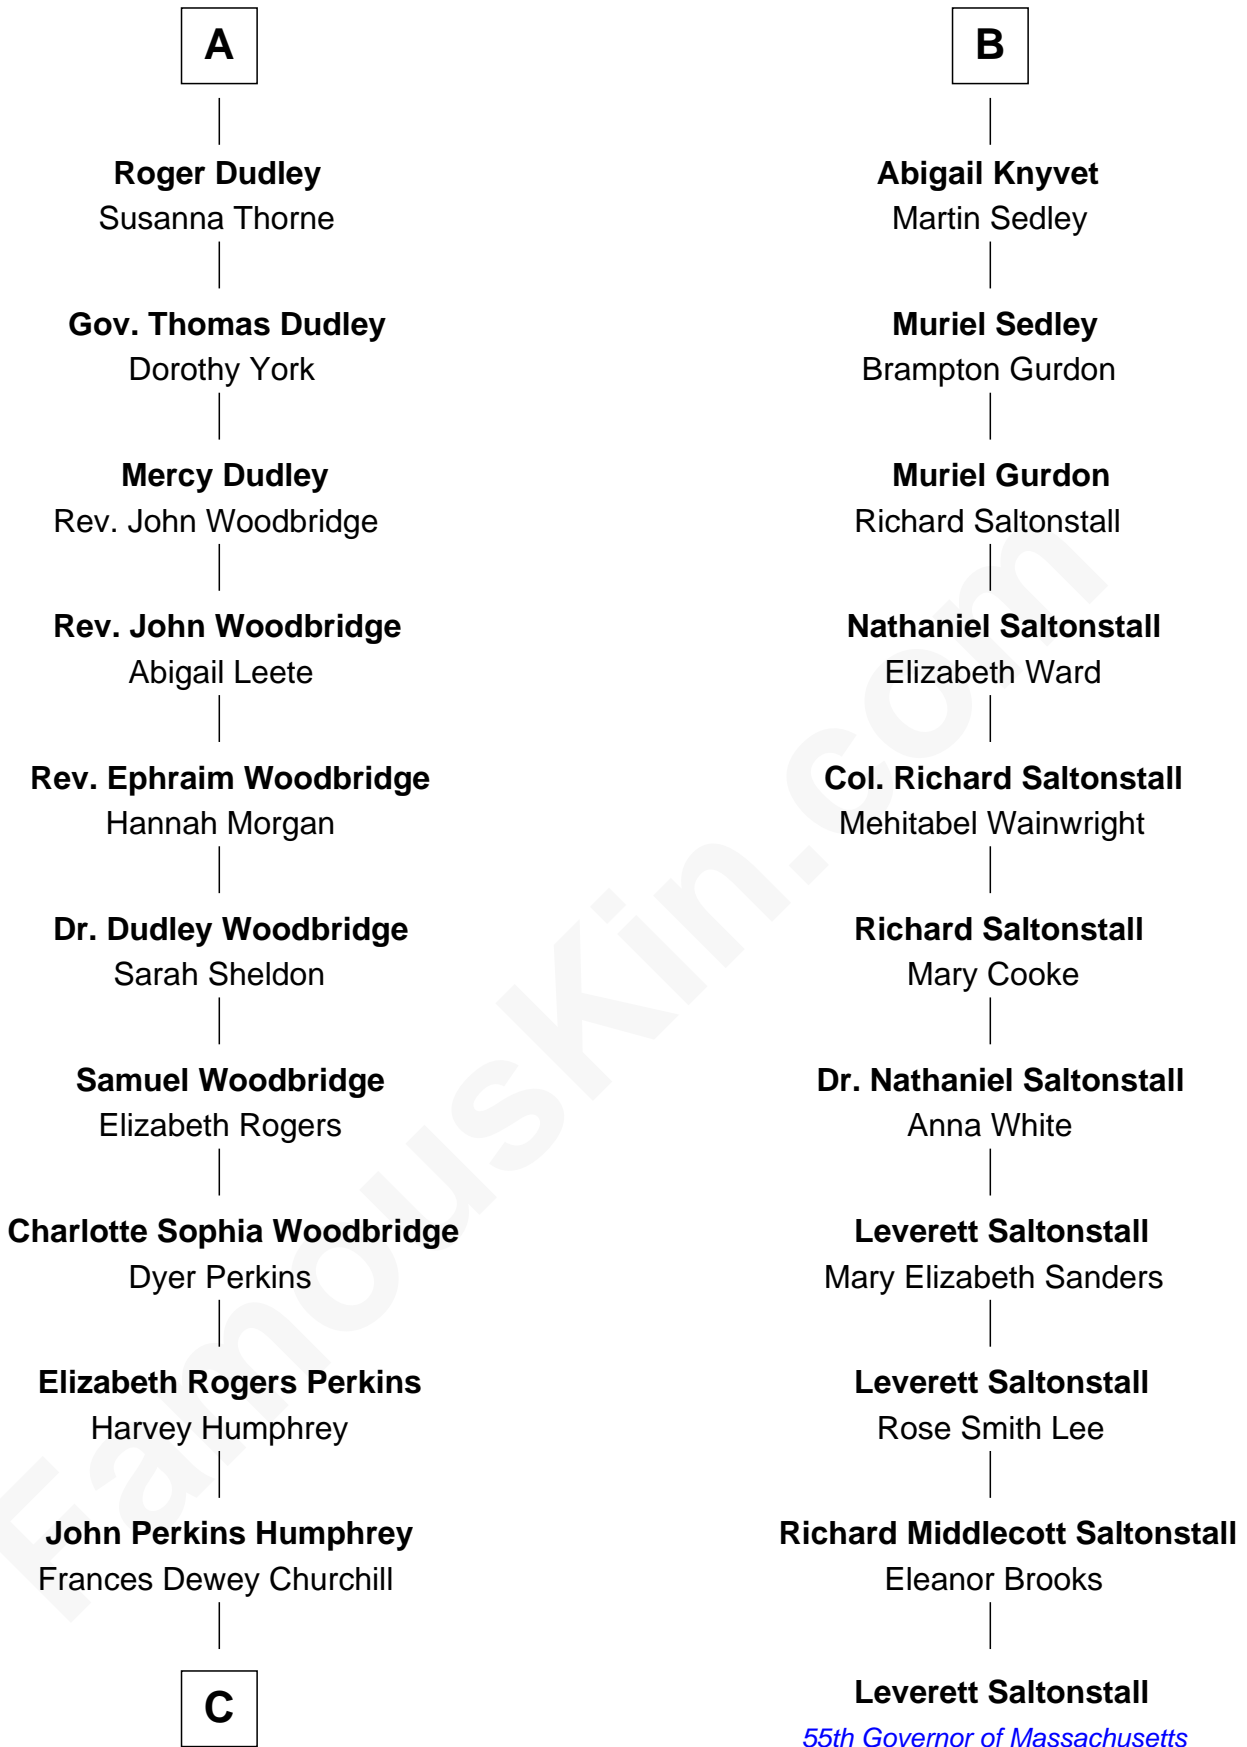 A
Roger Dudley
Susanna Thorne
Gov. Thomas Dudley
Dorothy York
Mercy Dudley
Rev. John Woodbridge
Rev. John Woodbridge
Abigail Leete
Rev. Ephraim Woodbridge
Hannah Morgan
Dr. Dudley Woodbridge
Sarah Sheldon
Samuel Woodbridge
Elizabeth Rogers
Charlotte Sophia Woodbridge
Dyer Perkins
Elizabeth Rogers Perkins
Harvey Humphrey
John Perkins Humphrey
Frances Dewey Churchill
C
B
Abigail Knyvet
Martin Sedley
Muriel Sedley
Brampton Gurdon
Muriel Gurdon
Richard Saltonstall
Nathaniel Saltonstall
Elizabeth Ward
Col. Richard Saltonstall
Mehitabel Wainwright
Richard Saltonstall
Mary Cooke
Dr. Nathaniel Saltonstall
Anna White
Leverett Saltonstall
Mary Elizabeth Sanders
Leverett Saltonstall
Rose Smith Lee
Richard Middlecott Saltonstall
Eleanor Brooks
Leverett Saltonstall
55th Governor of Massachusetts
FamousKin.com